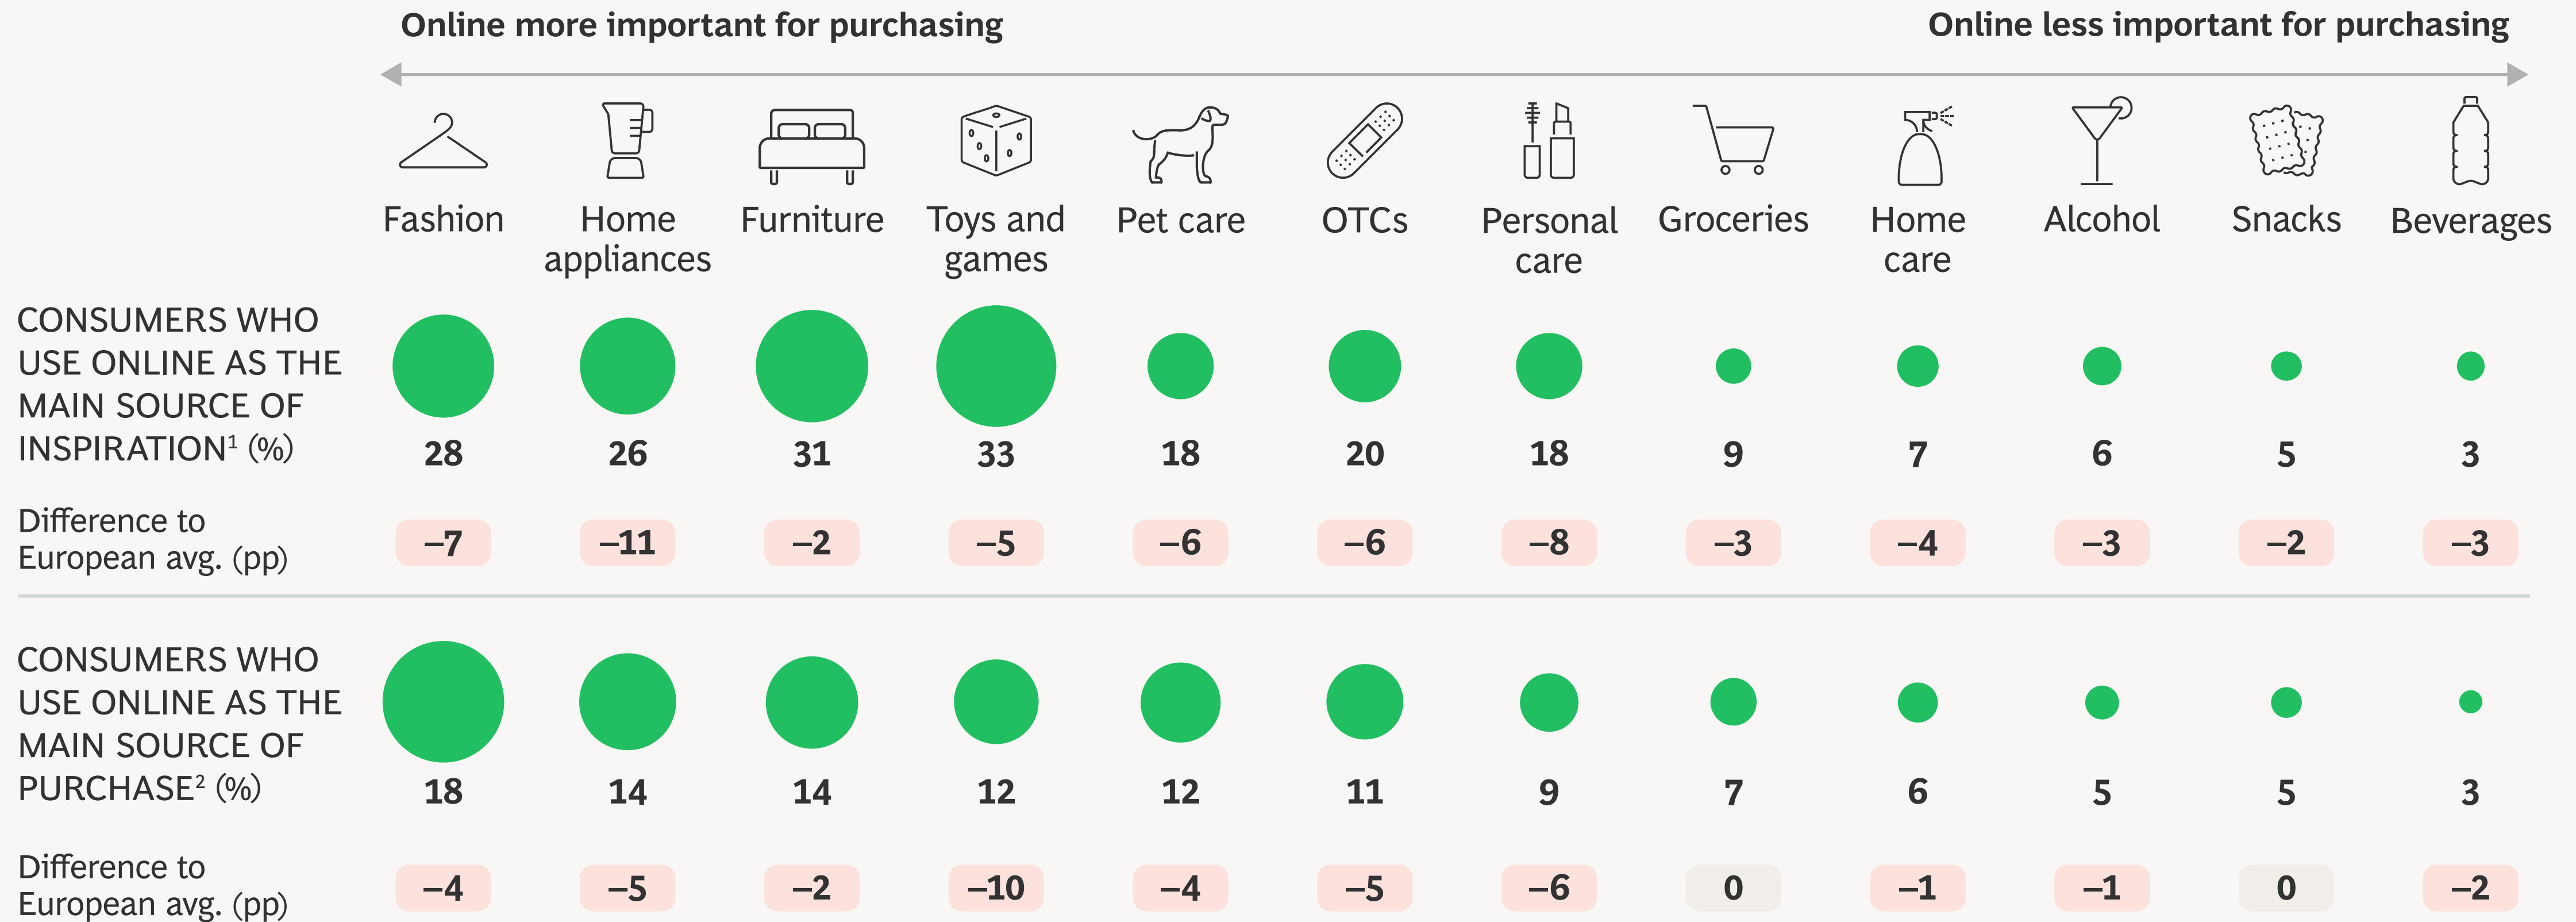 Online more important for purchasing
Online less important for purchasing
Fashion
Home
appliances
Furniture
Toys and
games
Pet care
OTCs
Personal
care
Groceries
Home
care
Alcohol
Snacks
Beverages
CONSUMERS WHO
USE ONLINE AS THE
MAIN SOURCE OF
INSPIRATION¹ (%)
28 26 31 33 18 20 18 9 7 6 5 3
Difference to
European avg. (pp)
–7 –11 –2 –5 –6 –6 –8 –3 –4 –3 –2 –3
CONSUMERS WHO
USE ONLINE AS THE
MAIN SOURCE OF
PURCHASE² (%)
18 14 14 12 12 11 9 7 6 5 5 3
Difference to
European avg. (pp)
–4 –5 –2 –10 –4 –5 –6 0 –1 –1 0 –2